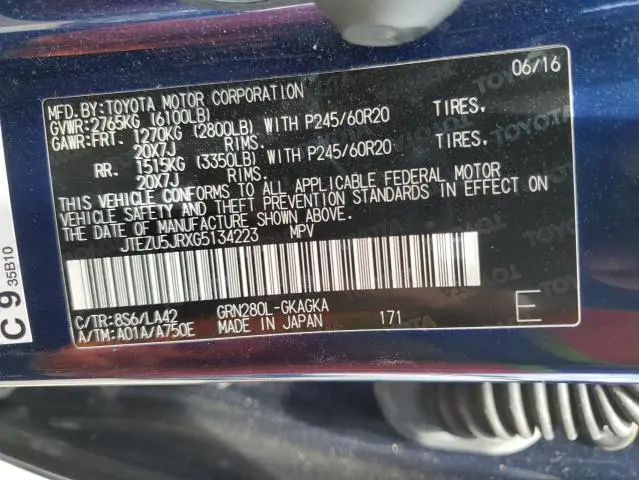 06/16
MFD.BY:TOYOTA MOTOR CORPORATION
GVWR:2765KG (6100LB)
GAWR:FRT. 1270KG (2800LB) WITH P245/60R20 TIRES,
20X7J RIMS.
RR. 1515KG (3350LB) WITH P245/60R20 TIRES,
20X7J RIMS.
THIS VEHICLE CONFORMS TO ALL APPLICABLE FEDERAL MOTOR
VEHICLE SAFETY AND THEFT PREVENTION STANDARDS IN EFFECT ON
THE DATE OF MANUFACTURE SHOWN ABOVE.
JTEZU5JRXG5134223 MPV
C/TR:8S6/LA42 GRN280L-GKAGKA
A/TM:A01A/A750E MADE IN JAPAN 171 E
C 9 35B10
TOYOTA